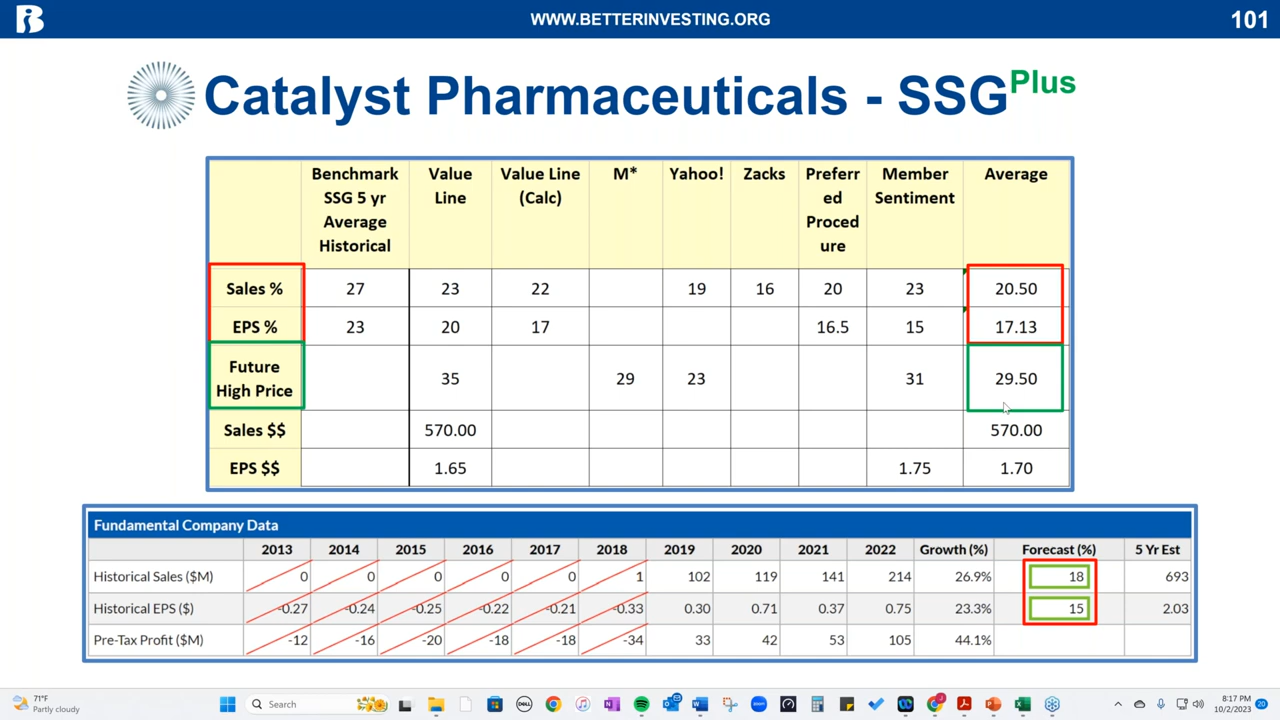 WWW.BETTERINVESTING.ORG
101
Catalyst Pharmaceuticals - SSGPlus
Benchmark SSG 5 yr Average Historical Value Line Value Line (Calc) M* Yahoo! Zacks Preferr ed Proced ure Member Sentiment Average
Sales % 27 23 22 19 16 20 23 20.50
EPS % 23 20 17 16.5 15 17.13
Future High Price 35 29 23 31 29.50
Sales $$ 570.00 570.00
EPS $$ 1.65 1.75 1.70
Fundamental Company Data
2013 2014 2015 2016 2017 2018 2019 2020 2021 2022 Growth (%) Forecast (%) 5 Yr Est
Historical Sales ($M) 0 0 0 0 0 1 102 119 141 214 26.9% 18 693
Historical EPS ($) -0.27 -0.24 -0.25 -0.22 -0.21 -0.33 0.30 0.71 0.37 0.75 23.3% 15 2.03
Pre-Tax Profit ($M) -12 -16 -20 -18 -18 -34 33 42 53 105 44.1%
71°F
Partly cloudy
Search
DELL
8:17 PM
10/2/2023
20